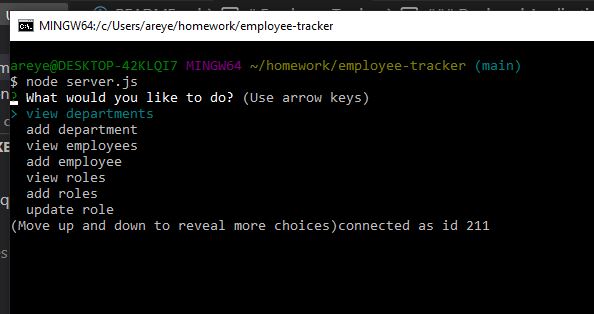 MINGW64:/c/Users/areye/homework/employee-tracker
areye@DESKTOP-42KLQI7 MINGW64 ~/homework/employee-tracker (main)
$ node server.js
? What would you like to do? (Use arrow keys)
> view departments
add department
view employees
add employee
view roles
add roles
update role
(Move up and down to reveal more choices)connected as id 211